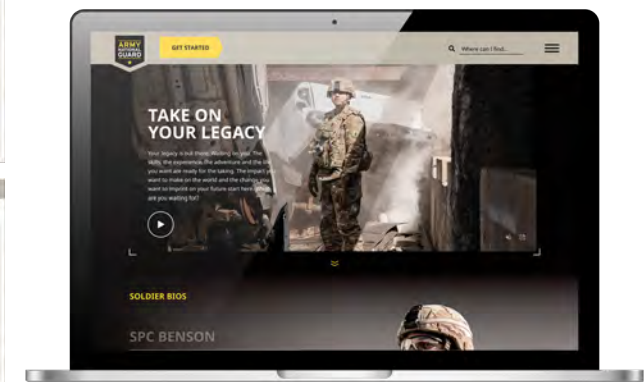 ARMY
NATIONAL
GUARD
GET STARTED
Where can I find...
TAKE ON
YOUR LEGACY
Your legacy is out there, waiting on you. The
skills, the experience, the adventure and the life
you want are ready for the taking. The impact you
want to make on the world and the change you
want to imprint on your future start here. What
are you waiting for?
SOLDIER BIOS
SPC BENSON